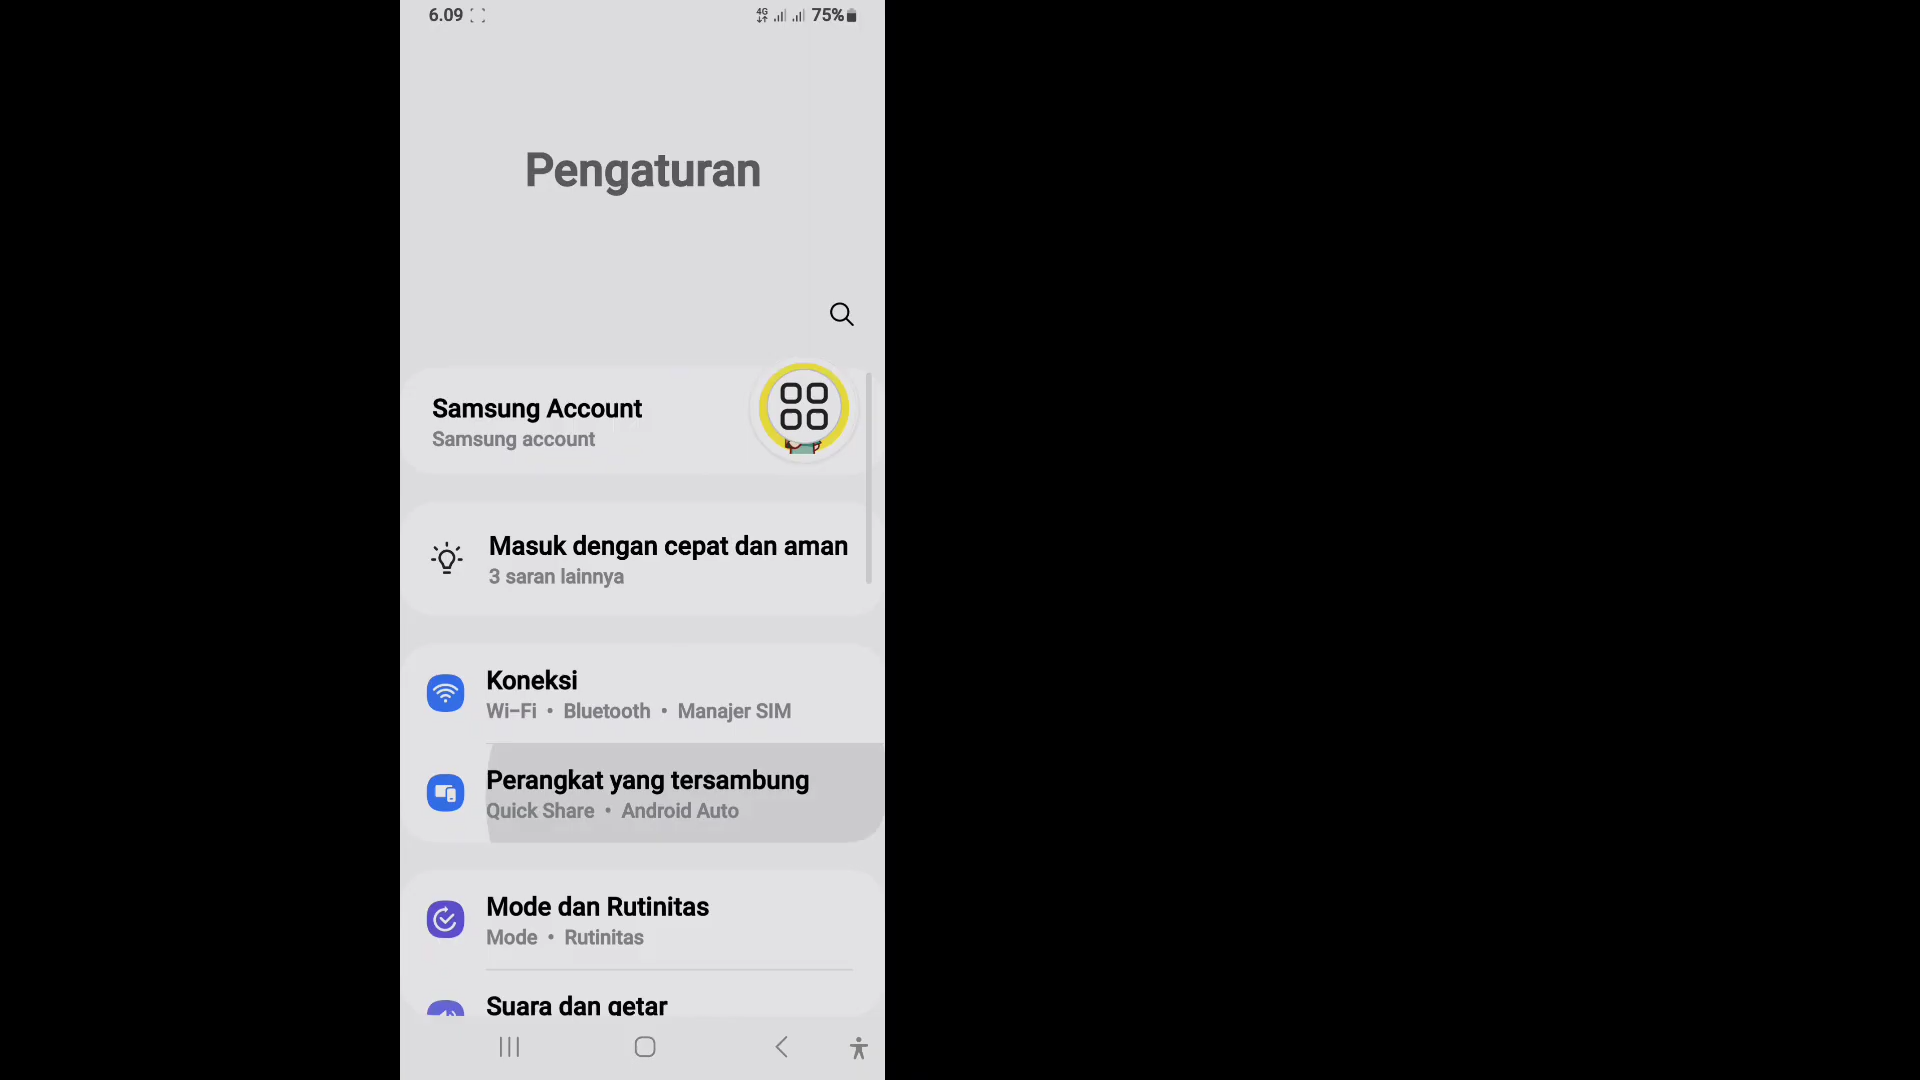 6.09
4G 75%
Pengaturan
Samsung Account
Samsung account
Masuk dengan cepat dan aman
3 saran lainnya
Koneksi
Wi-Fi • Bluetooth • Manajer SIM
Perangkat yang tersambung
Quick Share • Android Auto
Mode dan Rutinitas
Mode • Rutinitas
Suara dan getar